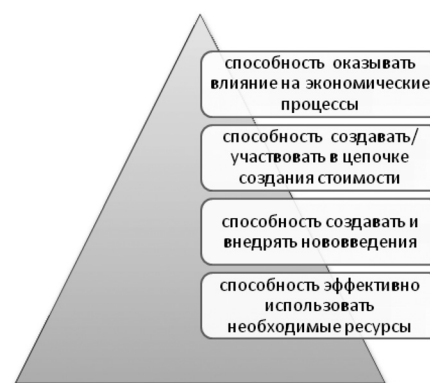 способность оказывать
влияние на экономические
процессы
способность создавать/
участвовать в цепочке
создания стоимости
способность создавать и
внедрять нововведения
способность эффективно
использовать
необходимые ресурсы